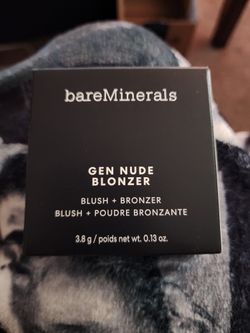 bareMinerals
GEN NUDE
BLONZER
BLUSH + BRONZER
BLUSH + POUDRE BRONZANTE
3.8 g / poids net wt. 0.13 oz.